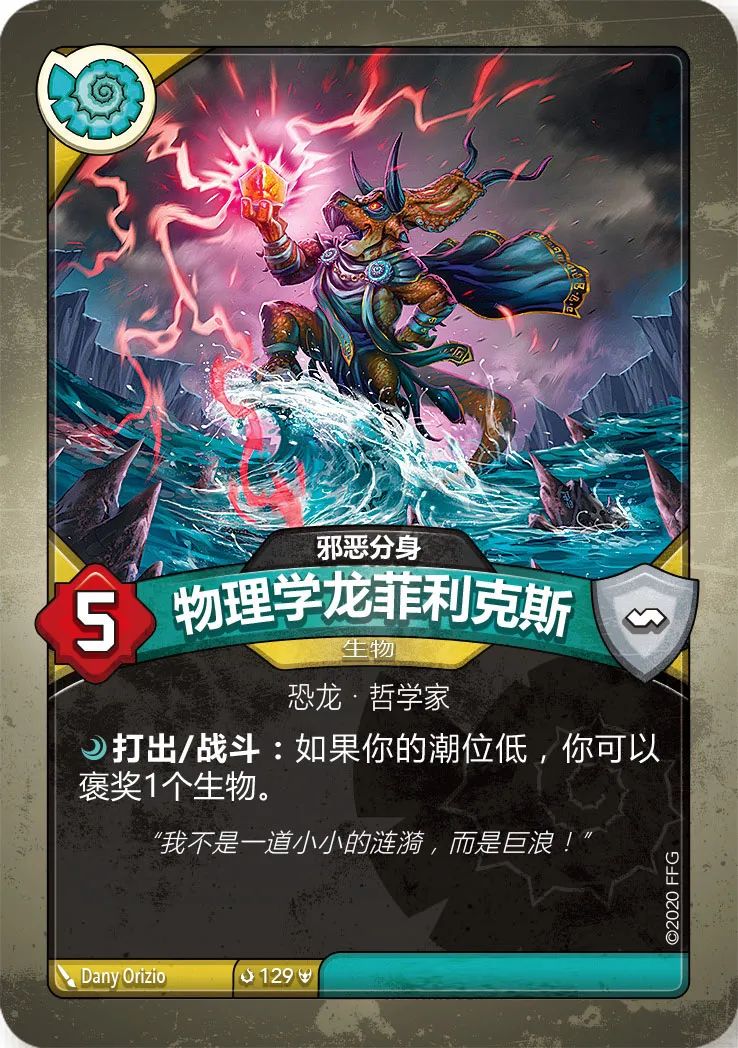 邪恶分身
5
物理学龙菲利克斯
生物
恐龙 · 哲学家
打出/战斗：如果你的潮位低，你可以
褒奖1个生物。
“我不是一道小小的涟漪，而是巨浪！”
©2020 FFG
Dany Orizio
129